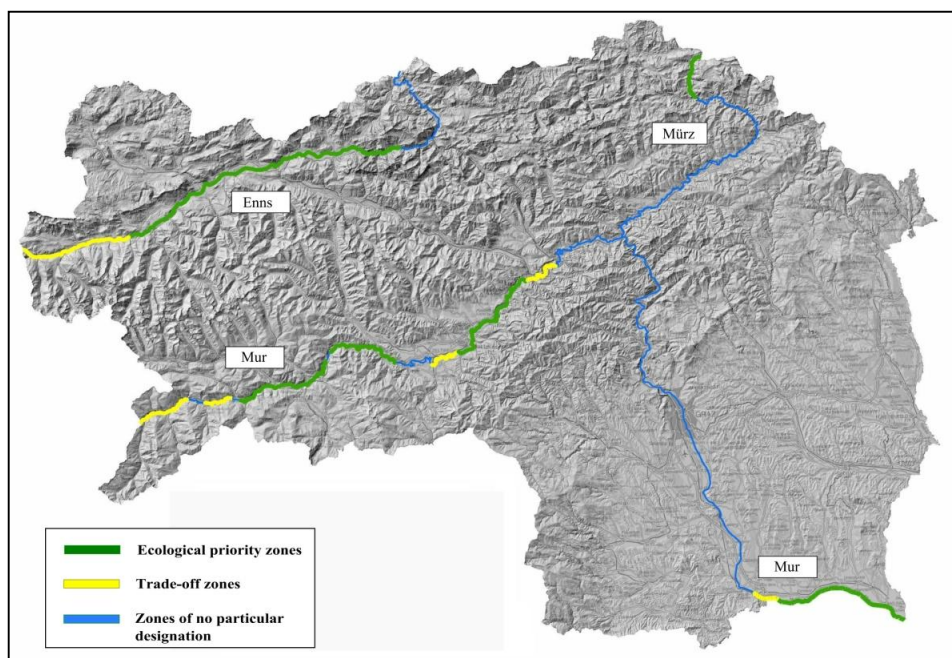 Mürz
Enns
Mur
Mur
Ecological priority zones
Trade-off zones
Zones of no particular
designation